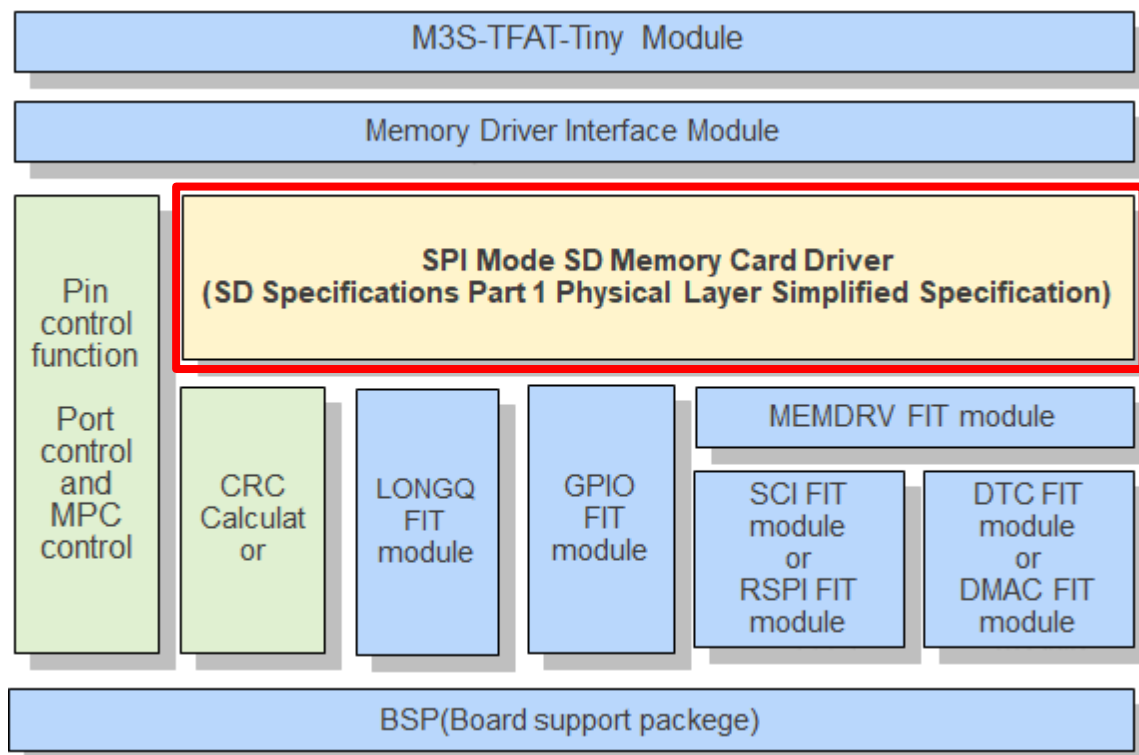 M3S-TFAT-Tiny Module
Memory Driver Interface Module
Pin
control
function
Port
control
and
MPC
control
SPI Mode SD Memory Card Driver
(SD Specifications Part 1 Physical Layer Simplified Specification)
CRC
Calculat
or
LONGQ
FIT
module
GPIO
FIT
module
MEMDRV FIT module
SCI FIT
module
or
RSPI FIT
module
DTC FIT
module
or
DMAC FIT
module
BSP(Board support packege)